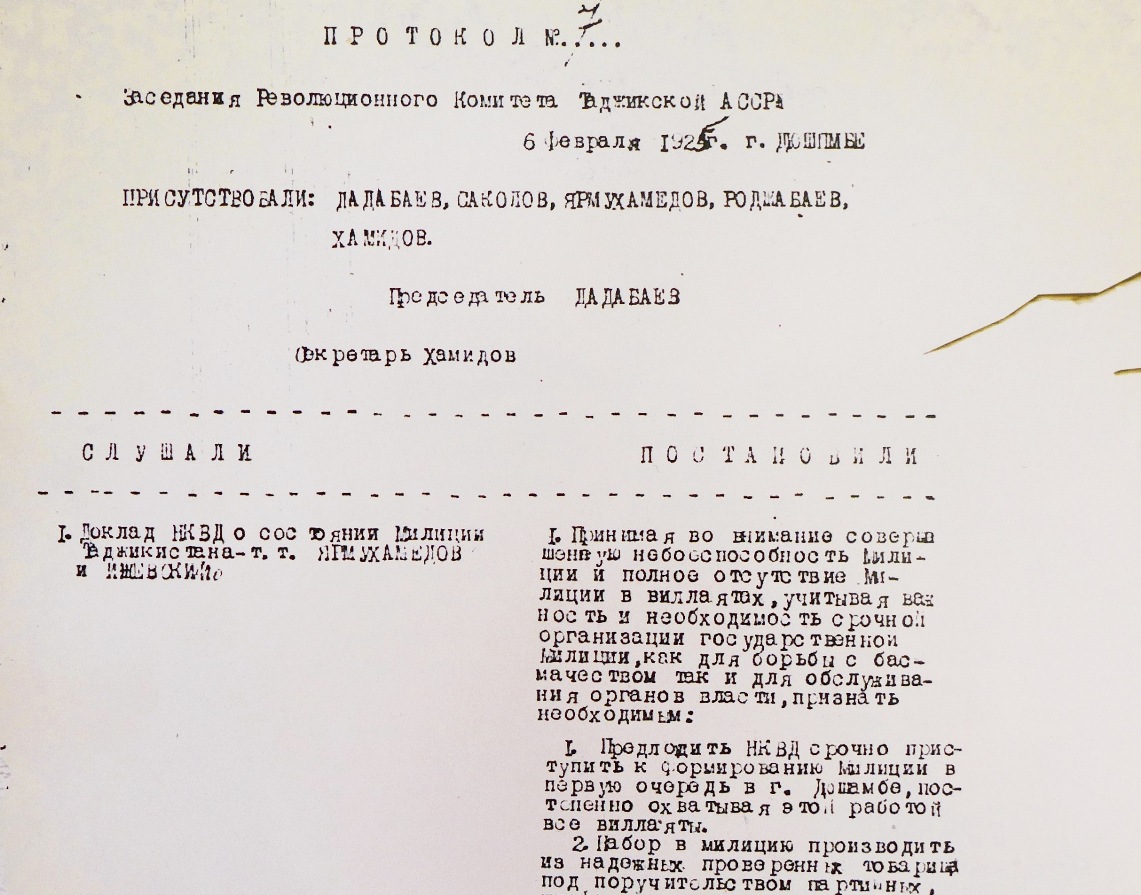 ПРОТОКОЛ №....
Заседания Революционного Комитета Таджикской АССР
6 февраля 1925г. г. ДЮШАМБЕ
ПРИСУТСТВОВАЛИ: ДАДАБАЕВ, САКОЛОВ, ЯРМУХАМЕДОВ, РОДЖАБАЕВ,
ХАМИДОВ.
Председатель ДАДАБАЕВ
Секретарь Хамидов
СЛУШАЛИ
ПОСТАНОВИЛИ
I. Доклад НКВД о состоянии Милиции
Таджикистана-т.т. ЯРМУХАМЕДОВ
и ИЖЕВСКИЙ
I. Принимая во внимание соверш
шенную небоеспособность Мили-
ции и полное отсутствие Ми-
лиции в виллаятах, учитывая важ
ность и необходимость срочной
организации государственной
Милиции, как для борьбы с бас-
мачеством так и для обслужива-
ния органов власти, признать
необходимым:
I. Предлодить НКВД срочно прис-
тупить к формированию Милиции в
первую очередь в г. Дюшамбе, пос-
тепенно охватывая этой работой
все виллаяты.
2. Набор в милицию производить
из надежных проверенных товарищ
под поручительством партийных,